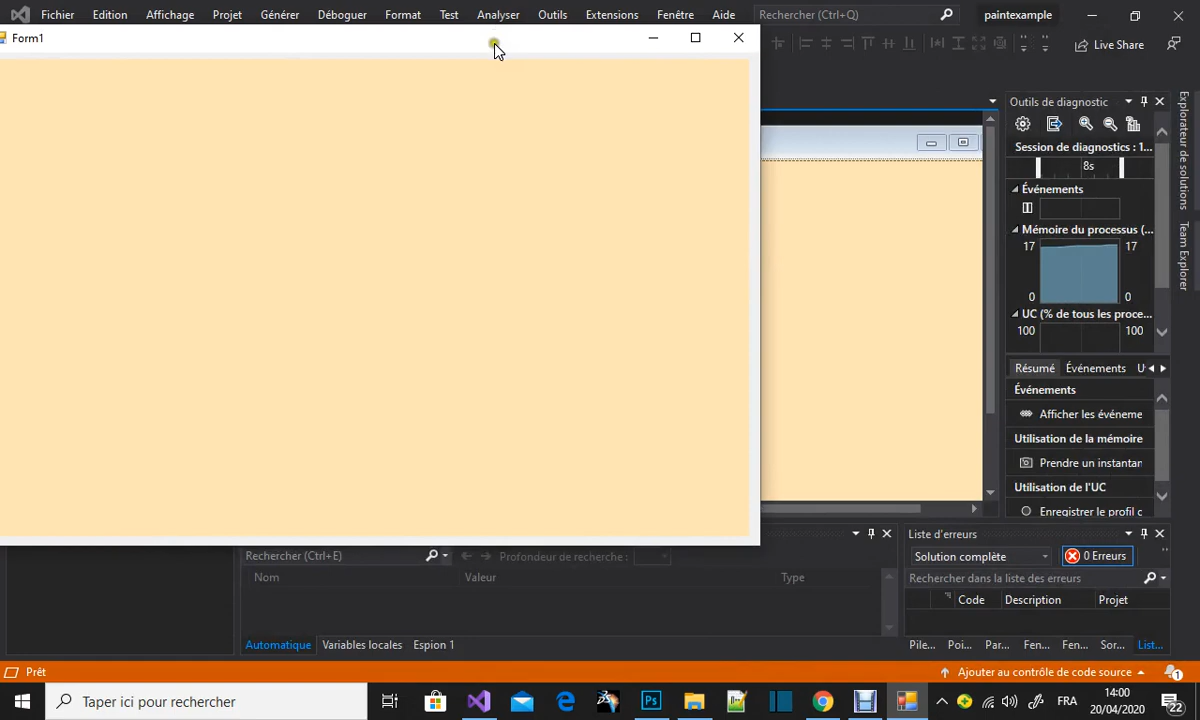 Fichier Edition Affichage Projet Générer Déboguer Format Test Analyser Outils Extensions Fenêtre Aide Rechercher (Ctrl+Q) paintexample
Form1
Live Share
Outils de diagnostic
Session de diagnostics : 1...
8s
Événements
Mémoire du processus (...
17 17
0 0
UC (% de tous les proce...
100 100
Résumé Événements U
Événements
Afficher les événeme
Utilisation de la mémoire
Prendre un instantar
Utilisation de l'UC
Enregistrer le profil c
Explorateur de solutions
Team Explorer
Liste d'erreurs
Rechercher (Ctrl+E) Profondeur de recherche :
Solution complète 0 Erreurs
Nom Valeur Type
Rechercher dans la liste des erreurs
Code Description Projet
Automatique Variables locales Espion 1
Pile... Poi... Par... Fen... Fen... Sor... List...
Prêt
Ajouter au contrôle de code source
1
Taper ici pour rechercher
FRA
14:00
20/04/2020
22